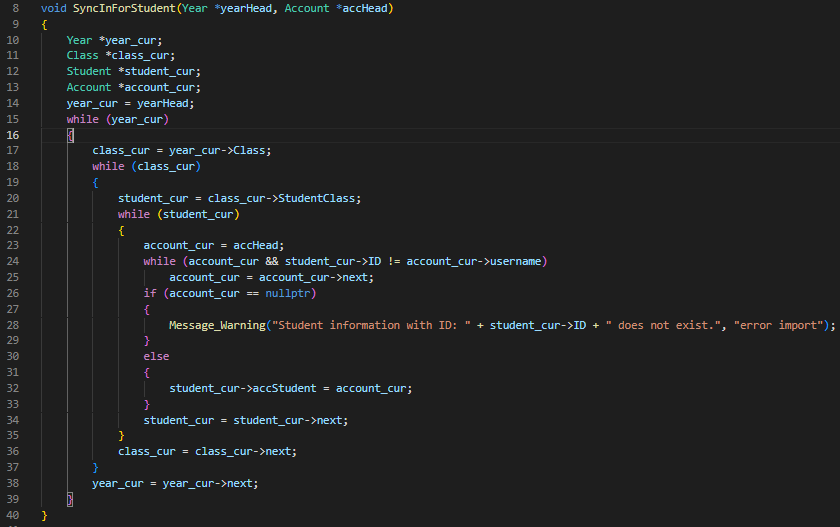 8 void SyncInForStudent(Year *yearHead, Account *accHead)
9 {
10 Year *year_cur;
11 Class *class_cur;
12 Student *student_cur;
13 Account *account_cur;
14 year_cur = yearHead;
15 while (year_cur)
16 {
17 class_cur = year_cur->Class;
18 while (class_cur)
19 {
20 student_cur = class_cur->StudentClass;
21 while (student_cur)
22 {
23 account_cur = accHead;
24 while (account_cur && student_cur->ID != account_cur->username)
25 account_cur = account_cur->next;
26 if (account_cur == nullptr)
27 {
28 Message_Warning("Student information with ID: " + student_cur->ID + " does not exist.", "error import");
29 }
30 else
31 {
32 student_cur->accStudent = account_cur;
33 }
34 student_cur = student_cur->next;
35 }
36 class_cur = class_cur->next;
37 }
38 year_cur = year_cur->next;
39 }
40 }